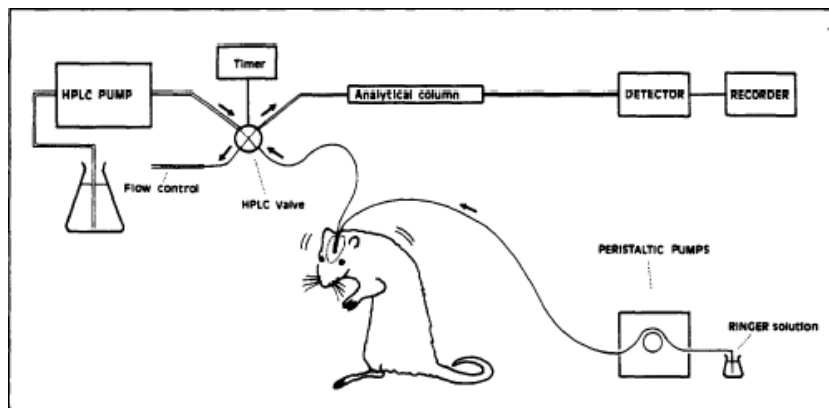 Timer
HPLC PUMP
Analytical column
DETECTOR
RECORDER
Flow control
HPLC Valve
PERISTALTIC PUMPS
RINGER solution